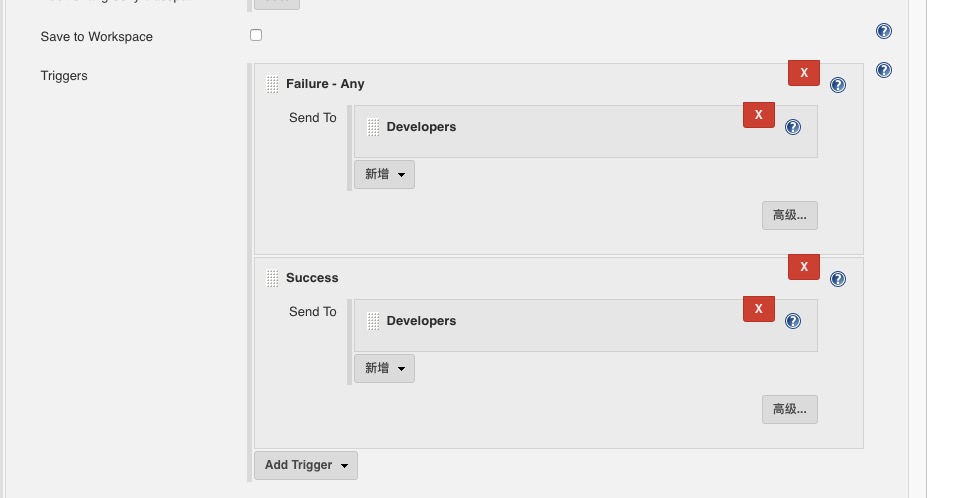 Save to Workspace
Triggers
X
Failure - Any
Send To
X
Developers
新增
高级...
X
Success
Send To
X
Developers
新增
高级...
Add Trigger